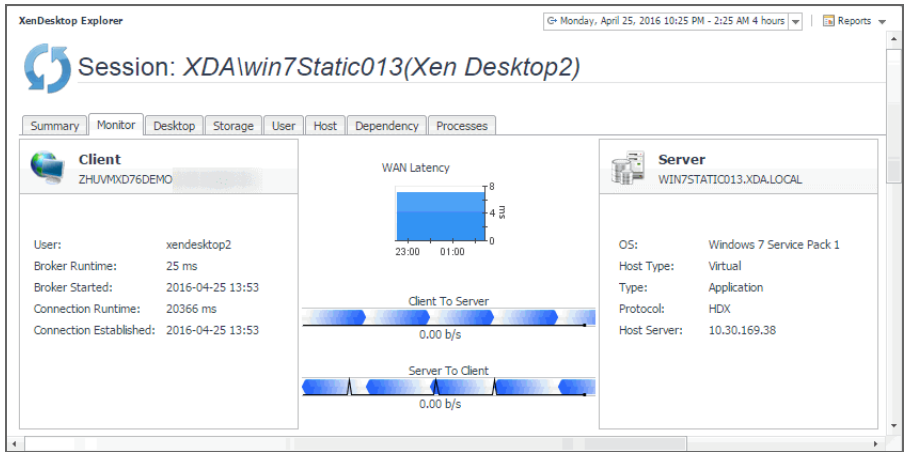 XenDesktop Explorer
Monday, April 25, 2016 10:25 PM - 2:25 AM 4 hours
Reports
Session: XDA\win7Static013(Xen Desktop2)
Summary Monitor Desktop Storage User Host Dependency Processes
Client
ZHUVMXD76DEMO
User: xendesktop2
Broker Runtime: 25 ms
Broker Started: 2016-04-25 13:53
Connection Runtime: 20366 ms
Connection Established: 2016-04-25 13:53
WAN Latency
8
4
0
ms
23:00 01:00
Client To Server
0.00 b/s
Server To Client
0.00 b/s
Server
WIN7STATIC013.XDA.LOCAL
OS: Windows 7 Service Pack 1
Host Type: Virtual
Type: Application
Protocol: HDX
Host Server: 10.30.169.38